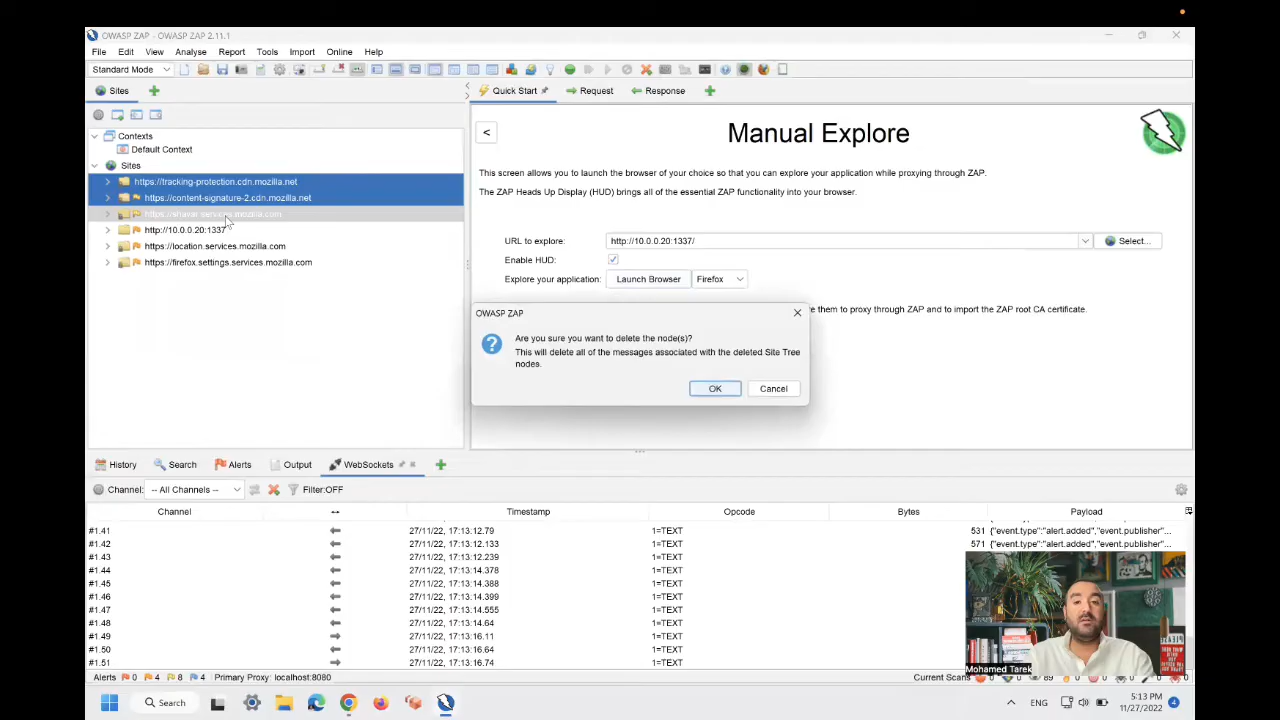 OWASP ZAP - OWASP ZAP 2.11.1
File Edit View Analyse Report Tools Import Online Help
Standard Mode
Sites
Quick Start Request Response
Contexts
Default Context
Sites
https://tracking-protection.cdn.mozilla.net
https://content-signature-2.cdn.mozilla.net
https://shavar.services.mozilla.com
http://10.0.0.20:1337
https://location.services.mozilla.com
https://firefox.settings.services.mozilla.com
<
Manual Explore
This screen allows you to launch the browser of your choice so that you can explore your application while proxying through ZAP.
The ZAP Heads Up Display (HUD) brings all of the essential ZAP functionality into your browser.
URL to explore: http://10.0.0.20:1337/ Select...
Enable HUD:
Explore your application: Launch Browser Firefox
re them to proxy through ZAP and to import the ZAP root CA certificate.
OWASP ZAP
Are you sure you want to delete the node(s)?
This will delete all of the messages associated with the deleted Site Tree
nodes.
OK Cancel
History Search Alerts Output WebSockets
Channel: -- All Channels -- Filter:OFF
Channel Timestamp Opcode Bytes Payload
#1.41 27/11/22, 17:13:12.79 1=TEXT 531 {"event.type":"alert.added","event.publisher"...
#1.42 27/11/22, 17:13:12.133 1=TEXT 571 {"event.type":"alert.added","event.publisher"...
#1.43 27/11/22, 17:13:12.239 1=TEXT
#1.44 27/11/22, 17:13:14.378 1=TEXT
#1.45 27/11/22, 17:13:14.388 1=TEXT
#1.46 27/11/22, 17:13:14.399 1=TEXT
#1.47 27/11/22, 17:13:14.555 1=TEXT
#1.48 27/11/22, 17:13:14.64 1=TEXT
#1.49 27/11/22, 17:13:16.11 1=TEXT
#1.50 27/11/22, 17:13:16.64 1=TEXT
#1.51 27/11/22, 17:13:16.74 1=TEXT
Mohamed Tarek
Alerts 0 4 8 4 Primary Proxy: localhost:8080
Current Scans
Search
5:13 PM
11/27/2022
4